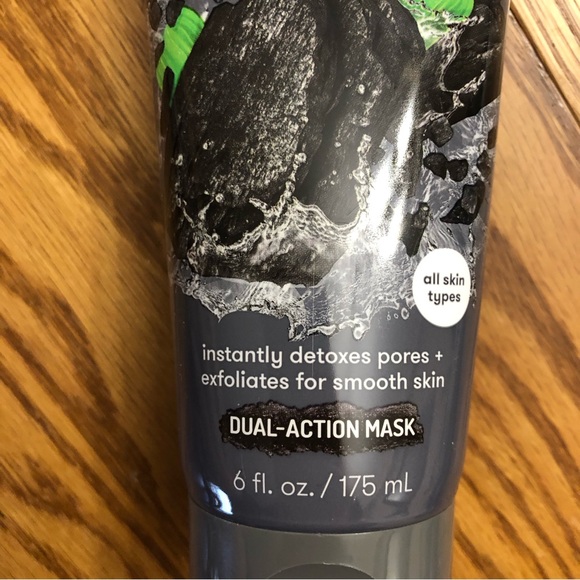 all skin
types
instantly detoxes pores +
exfoliates for smooth skin
DUAL-ACTION MASK
6 fl. oz. / 175 mL